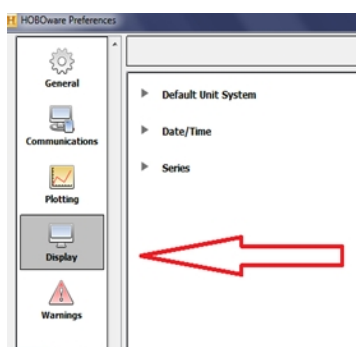 HOBOware Preferences
General
Communications
Plotting
Display
Warnings
Default Unit System
Date/Time
Series